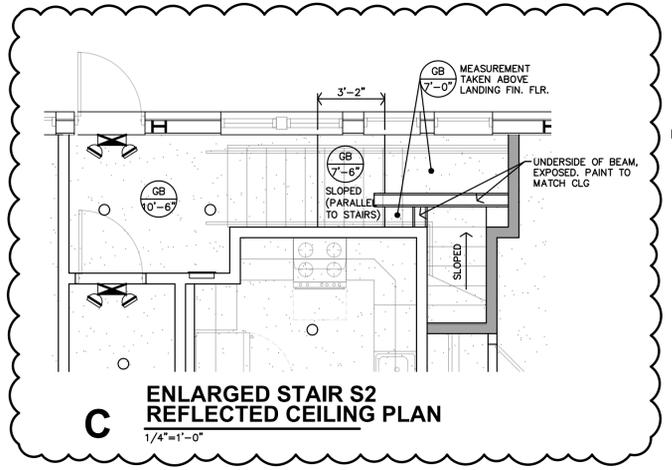 GB
7'-0"
MEASUREMENT
TAKEN ABOVE
LANDING FIN. FLR.
3'-2"
GB
7'-6"
SLOPED
(PARALLEL
TO STAIRS)
UNDERSIDE OF BEAM,
EXPOSED. PAINT TO
MATCH CLG
GB
10'-6"
SLOPED
C
ENLARGED STAIR S2
REFLECTED CEILING PLAN
1/4"=1'-0"